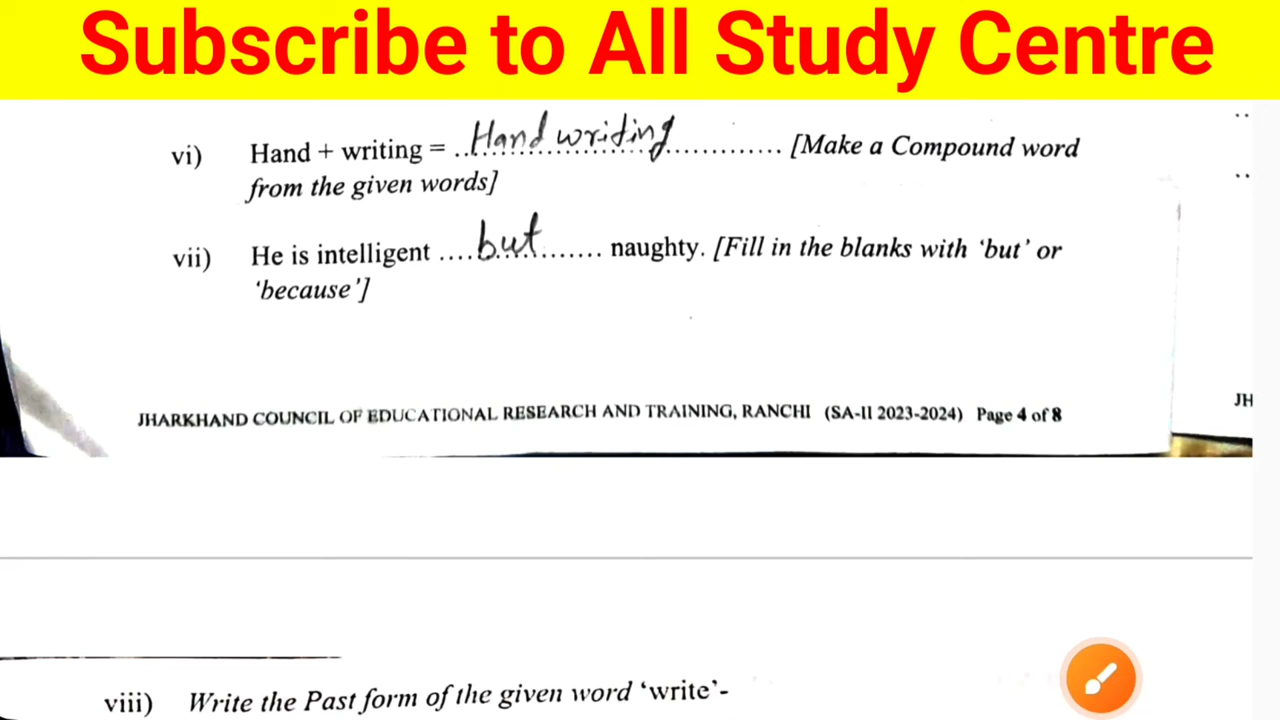 Subscribe to All Study Centre
vi) Hand + writing = ..Hand writing.............. [Make a Compound word
from the given words]
vii) He is intelligent ....but....... naughty. [Fill in the blanks with ‘but’ or
‘because’]
JHARKHAND COUNCIL OF EDUCATIONAL RESEARCH AND TRAINING, RANCHI (SA-II 2023-2024) Page 4 of 8
JH
viii) Write the Past form of the given word ‘write’-